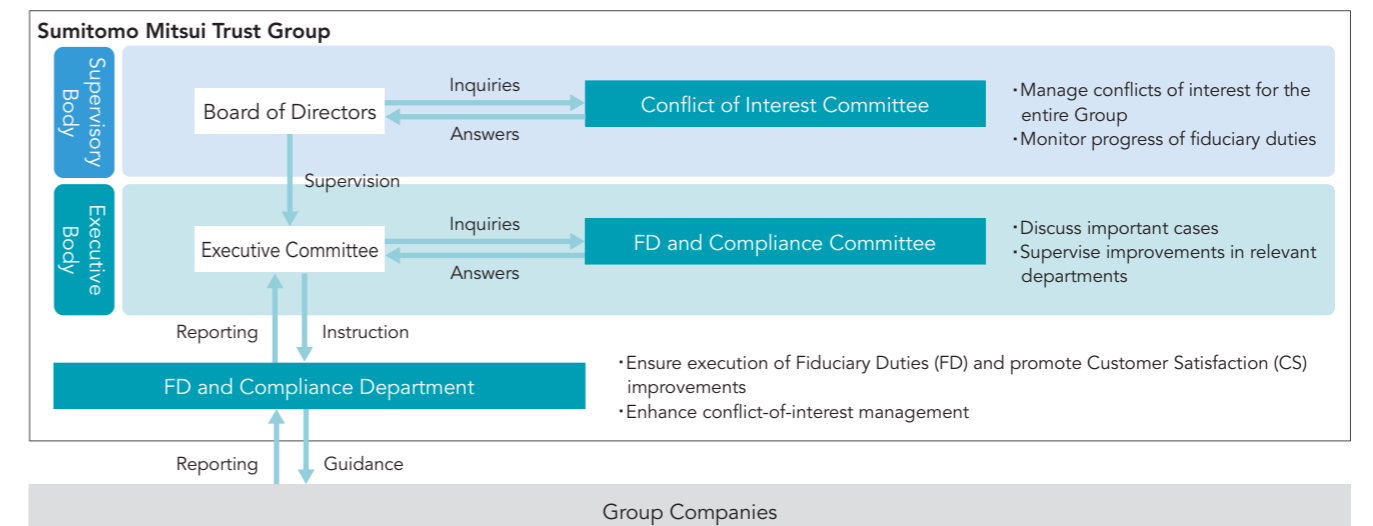 Sumitomo Mitsui Trust Group
Supervisory
Body
Board of Directors
Inquiries
Answers
Conflict of Interest Committee
・Manage conflicts of interest for the
entire Group
・Monitor progress of fiduciary duties
Supervision
Executive
Body
Executive Committee
Inquiries
Answers
FD and Compliance Committee
・Discuss important cases
・Supervise improvements in relevant
departments
Reporting
Instruction
FD and Compliance Department
・Ensure execution of Fiduciary Duties (FD) and promote Customer Satisfaction (CS)
improvements
・Enhance conflict-of-interest management
Reporting
Guidance
Group Companies